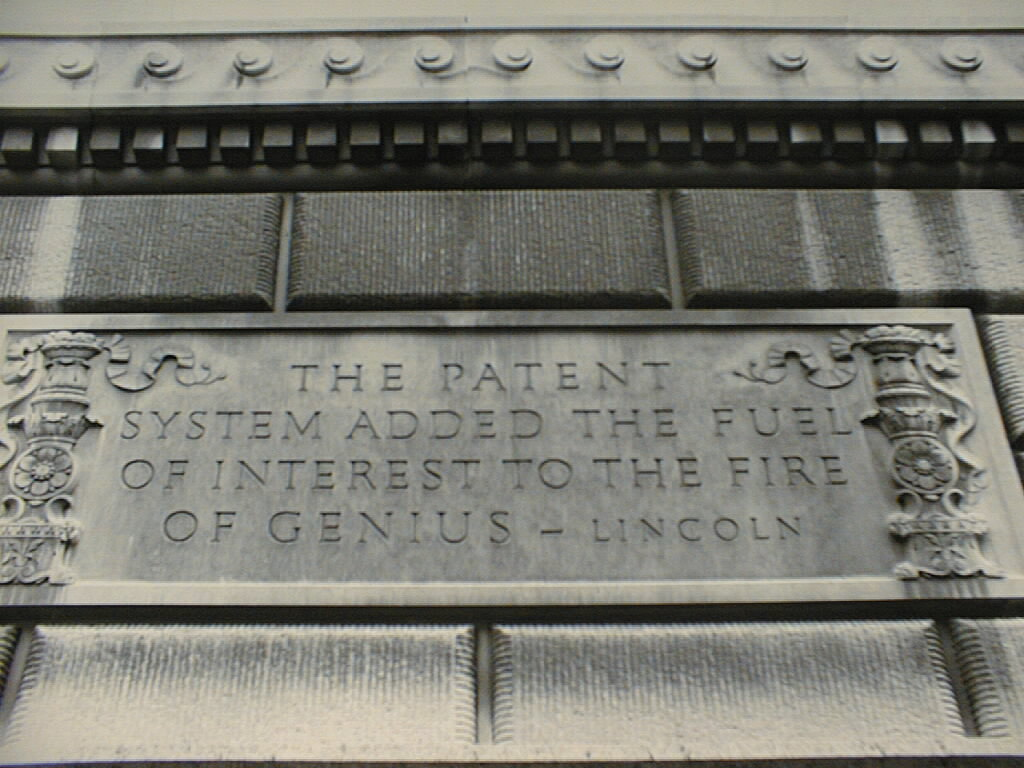 THE PATENT
SYSTEM ADDED THE FUEL
OF INTEREST TO THE FIRE
OF GENIUS – LINCOLN